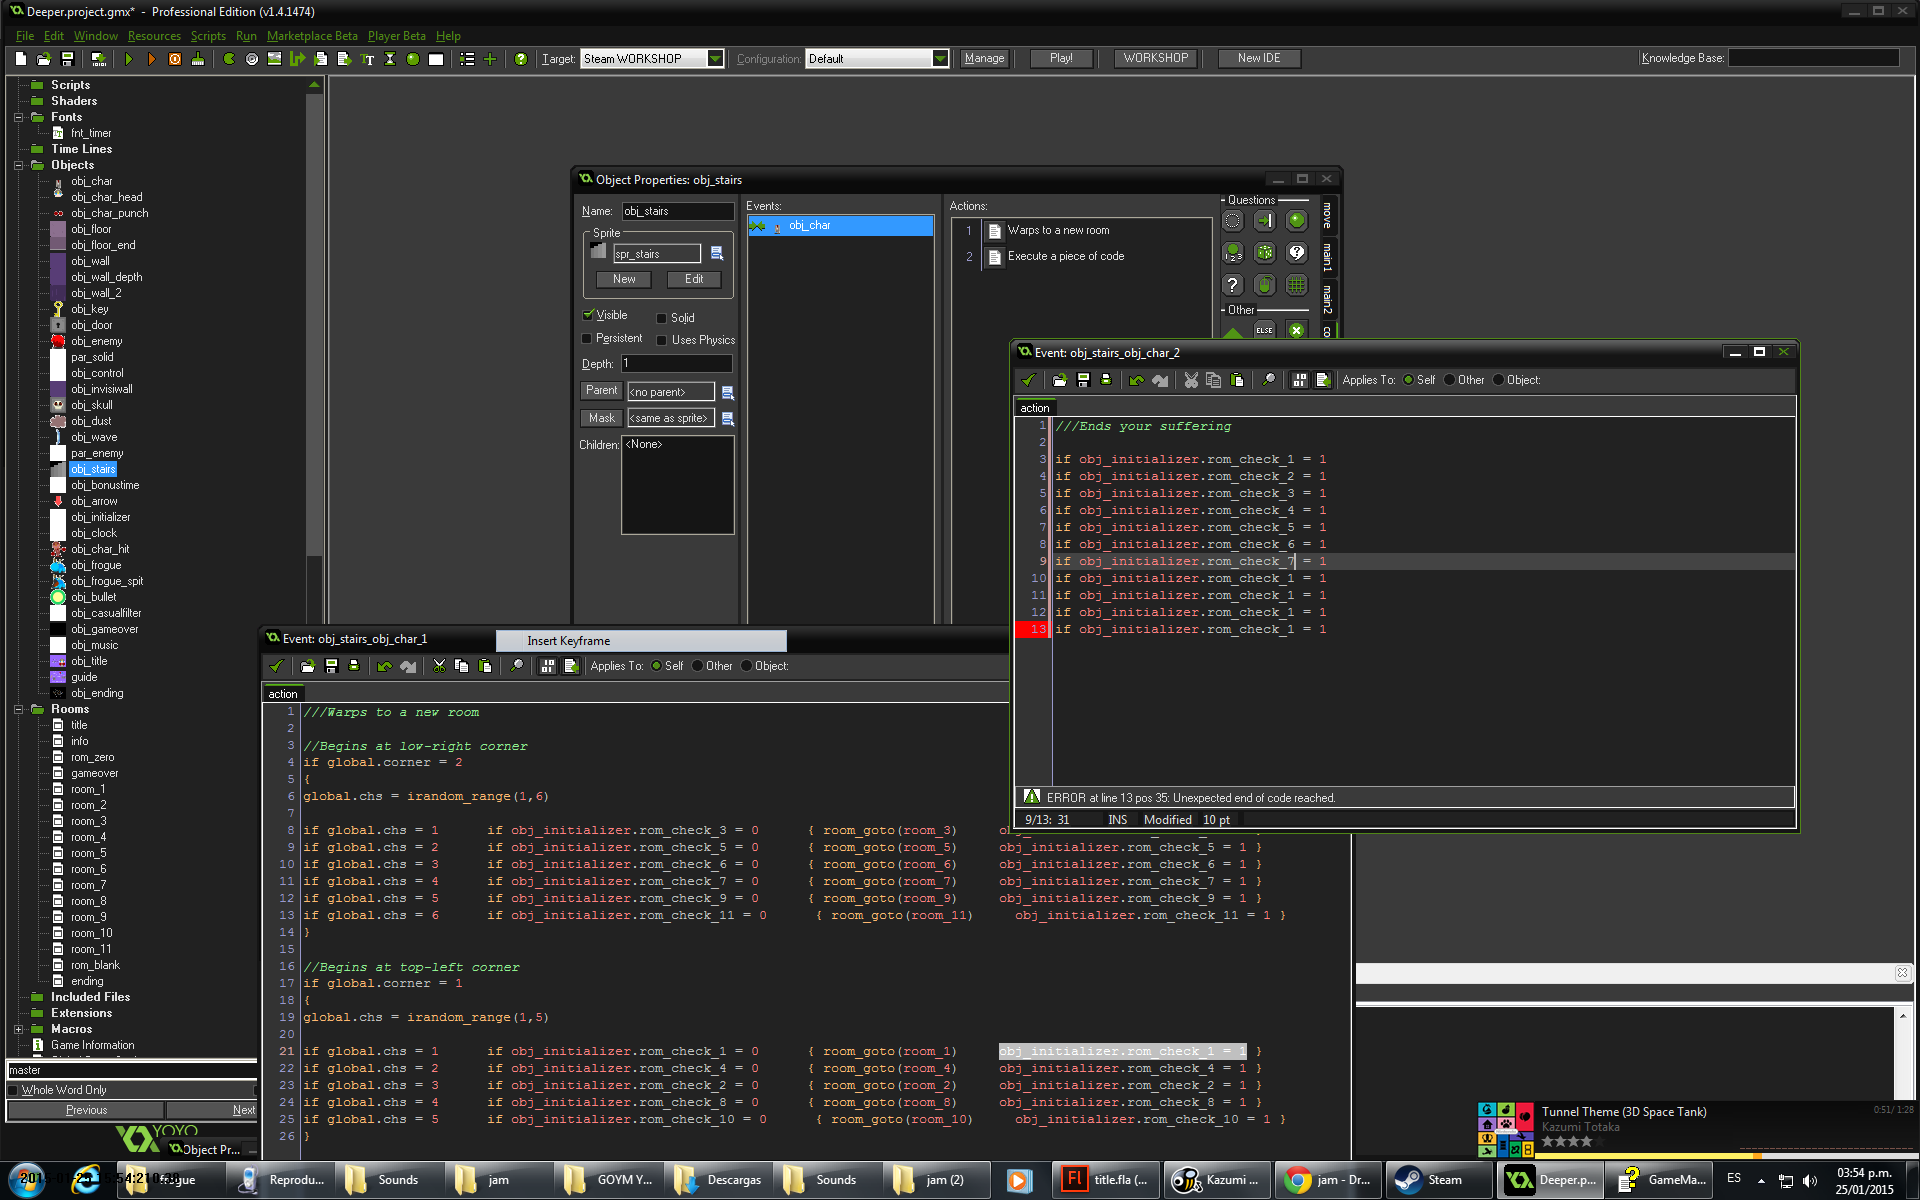 Deeper.project.gmx* - Professional Edition (v1.4.1474)
File Edit Window Resources Scripts Run Marketplace Beta Player Beta Help
Target: Steam WORKSHOP Configuration: Default Manage Play! WORKSHOP New IDE Knowledge Base:
Scripts
Shaders
Fonts
fnt_timer
Time Lines
Objects
obj_char
obj_char_head
obj_char_punch
obj_floor
obj_floor_end
obj_wall
obj_wall_depth
obj_wall_2
obj_key
obj_door
obj_enemy
par_solid
obj_control
obj_invisiwall
obj_skull
obj_dust
obj_wave
par_enemy
obj_stairs
obj_bonustime
obj_arrow
obj_initializer
obj_clock
obj_char_hit
obj_frogue
obj_frogue_spit
obj_bullet
obj_casualfilter
obj_gameover
obj_music
obj_title
guide
obj_ending
Rooms
title
info
rom_zero
gameover
room_1
room_2
room_3
room_4
room_5
room_6
room_7
room_8
room_9
room_10
room_11
rom_blank
ending
Included Files
Extensions
Macros
Game Information
master
Whole Word Only
Previous Next
YOYO
Object Pr...
Object Properties: obj_stairs
Name: obj_stairs
Sprite
spr_stairs
New Edit
Visible Solid
Persistent Uses Physics
Depth: 1
Parent <no parent>
Mask <same as sprite>
Children: <None>
Events:
obj_char
Actions:
1 Warps to a new room
2 Execute a piece of code
Questions
Other
ELSE
move
main1
main2
co
Event: obj_stairs_obj_char_2
Applies To: Self Other Object:
action
1 ///Ends your suffering
2
3 if obj_initializer.rom_check_1 = 1
4 if obj_initializer.rom_check_2 = 1
5 if obj_initializer.rom_check_3 = 1
6 if obj_initializer.rom_check_4 = 1
7 if obj_initializer.rom_check_5 = 1
8 if obj_initializer.rom_check_6 = 1
9 if obj_initializer.rom_check_7 = 1
10 if obj_initializer.rom_check_1 = 1
11 if obj_initializer.rom_check_1 = 1
12 if obj_initializer.rom_check_1 = 1
13 if obj_initializer.rom_check_1 = 1
ERROR at line 13 pos 35: Unexpected end of code reached.
9/13: 31 INS Modified 10 pt
Event: obj_stairs_obj_char_1
Insert Keyframe
Applies To: Self Other Object:
action
1 ///Warps to a new room
2
3 //Begins at low-right corner
4 if global.corner = 2
5 {
6 global.chs = irandom_range(1,6)
7
8 if global.chs = 1 if obj_initializer.rom_check_3 = 0 { room_goto(room_3)
9 if global.chs = 2 if obj_initializer.rom_check_5 = 0 { room_goto(room_5) obj_initializer.rom_check_5 = 1 }
10 if global.chs = 3 if obj_initializer.rom_check_6 = 0 { room_goto(room_6) obj_initializer.rom_check_6 = 1 }
11 if global.chs = 4 if obj_initializer.rom_check_7 = 0 { room_goto(room_7) obj_initializer.rom_check_7 = 1 }
12 if global.chs = 5 if obj_initializer.rom_check_9 = 0 { room_goto(room_9) obj_initializer.rom_check_9 = 1 }
13 if global.chs = 6 if obj_initializer.rom_check_11 = 0 { room_goto(room_11) obj_initializer.rom_check_11 = 1 }
14 }
15
16 //Begins at top-left corner
17 if global.corner = 1
18 {
19 global.chs = irandom_range(1,5)
20
21 if global.chs = 1 if obj_initializer.rom_check_1 = 0 { room_goto(room_1) obj_initializer.rom_check_1 = 1 }
22 if global.chs = 2 if obj_initializer.rom_check_4 = 0 { room_goto(room_4) obj_initializer.rom_check_4 = 1 }
23 if global.chs = 3 if obj_initializer.rom_check_2 = 0 { room_goto(room_2) obj_initializer.rom_check_2 = 1 }
24 if global.chs = 4 if obj_initializer.rom_check_8 = 0 { room_goto(room_8) obj_initializer.rom_check_8 = 1 }
25 if global.chs = 5 if obj_initializer.rom_check_10 = 0 { room_goto(room_10) obj_initializer.rom_check_10 = 1 }
26 }
Tunnel Theme (3D Space Tank) 0:51/ 1:28
Kazumi Totaka
frogue Reprodu... Sounds jam GOYM Y... Descargas Sounds jam (2) title.fla (... Kazumi ... jam - Dr... Steam Deeper.p... GameMa... ES
03:54 p.m.
25/01/2015